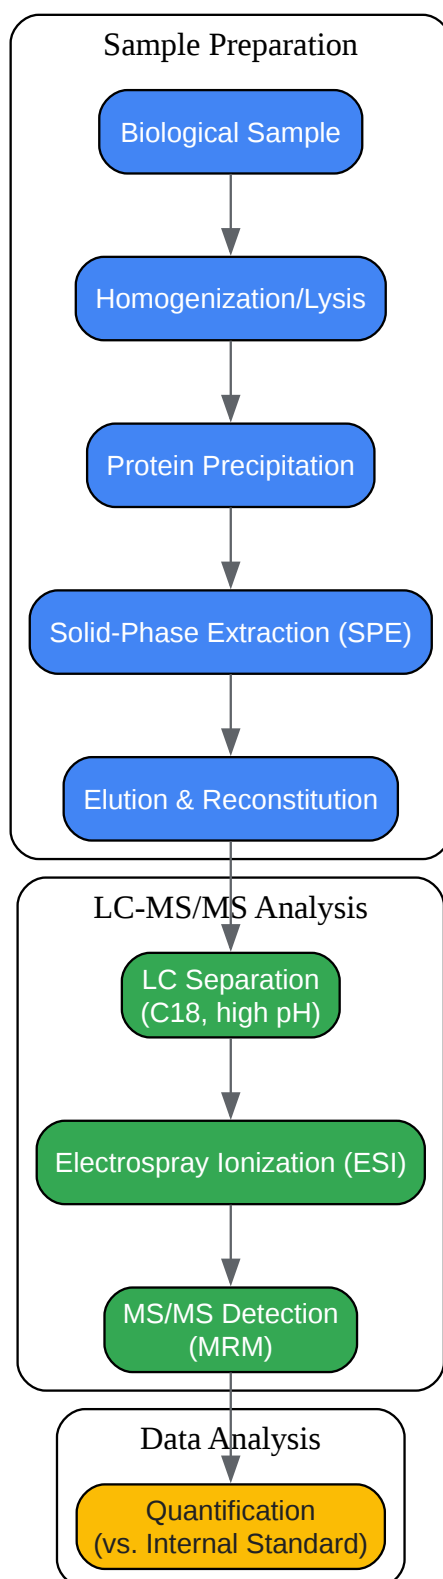 Sample Preparation
Biological Sample
Homogenization/Lysis
Protein Precipitation
Solid-Phase Extraction (SPE)
Elution & Reconstitution
LC-MS/MS Analysis
LC Separation
(C18, high pH)
Electrospray Ionization (ESI)
MS/MS Detection
(MRM)
Data Analysis
Quantification
(vs. Internal Standard)